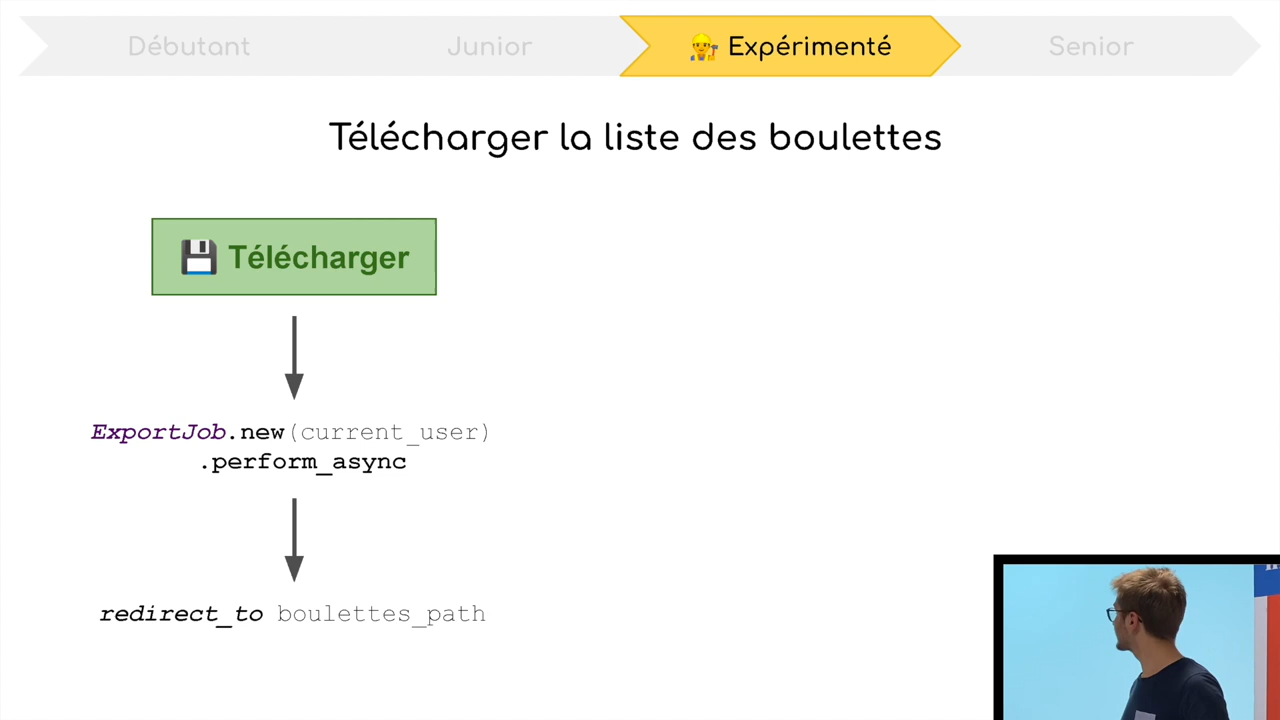 Débutant
Junior
Expérimenté
Senior
Télécharger la liste des boulettes
Télécharger
ExportJob.new(current_user)
.perform_async
redirect_to boulettes_path